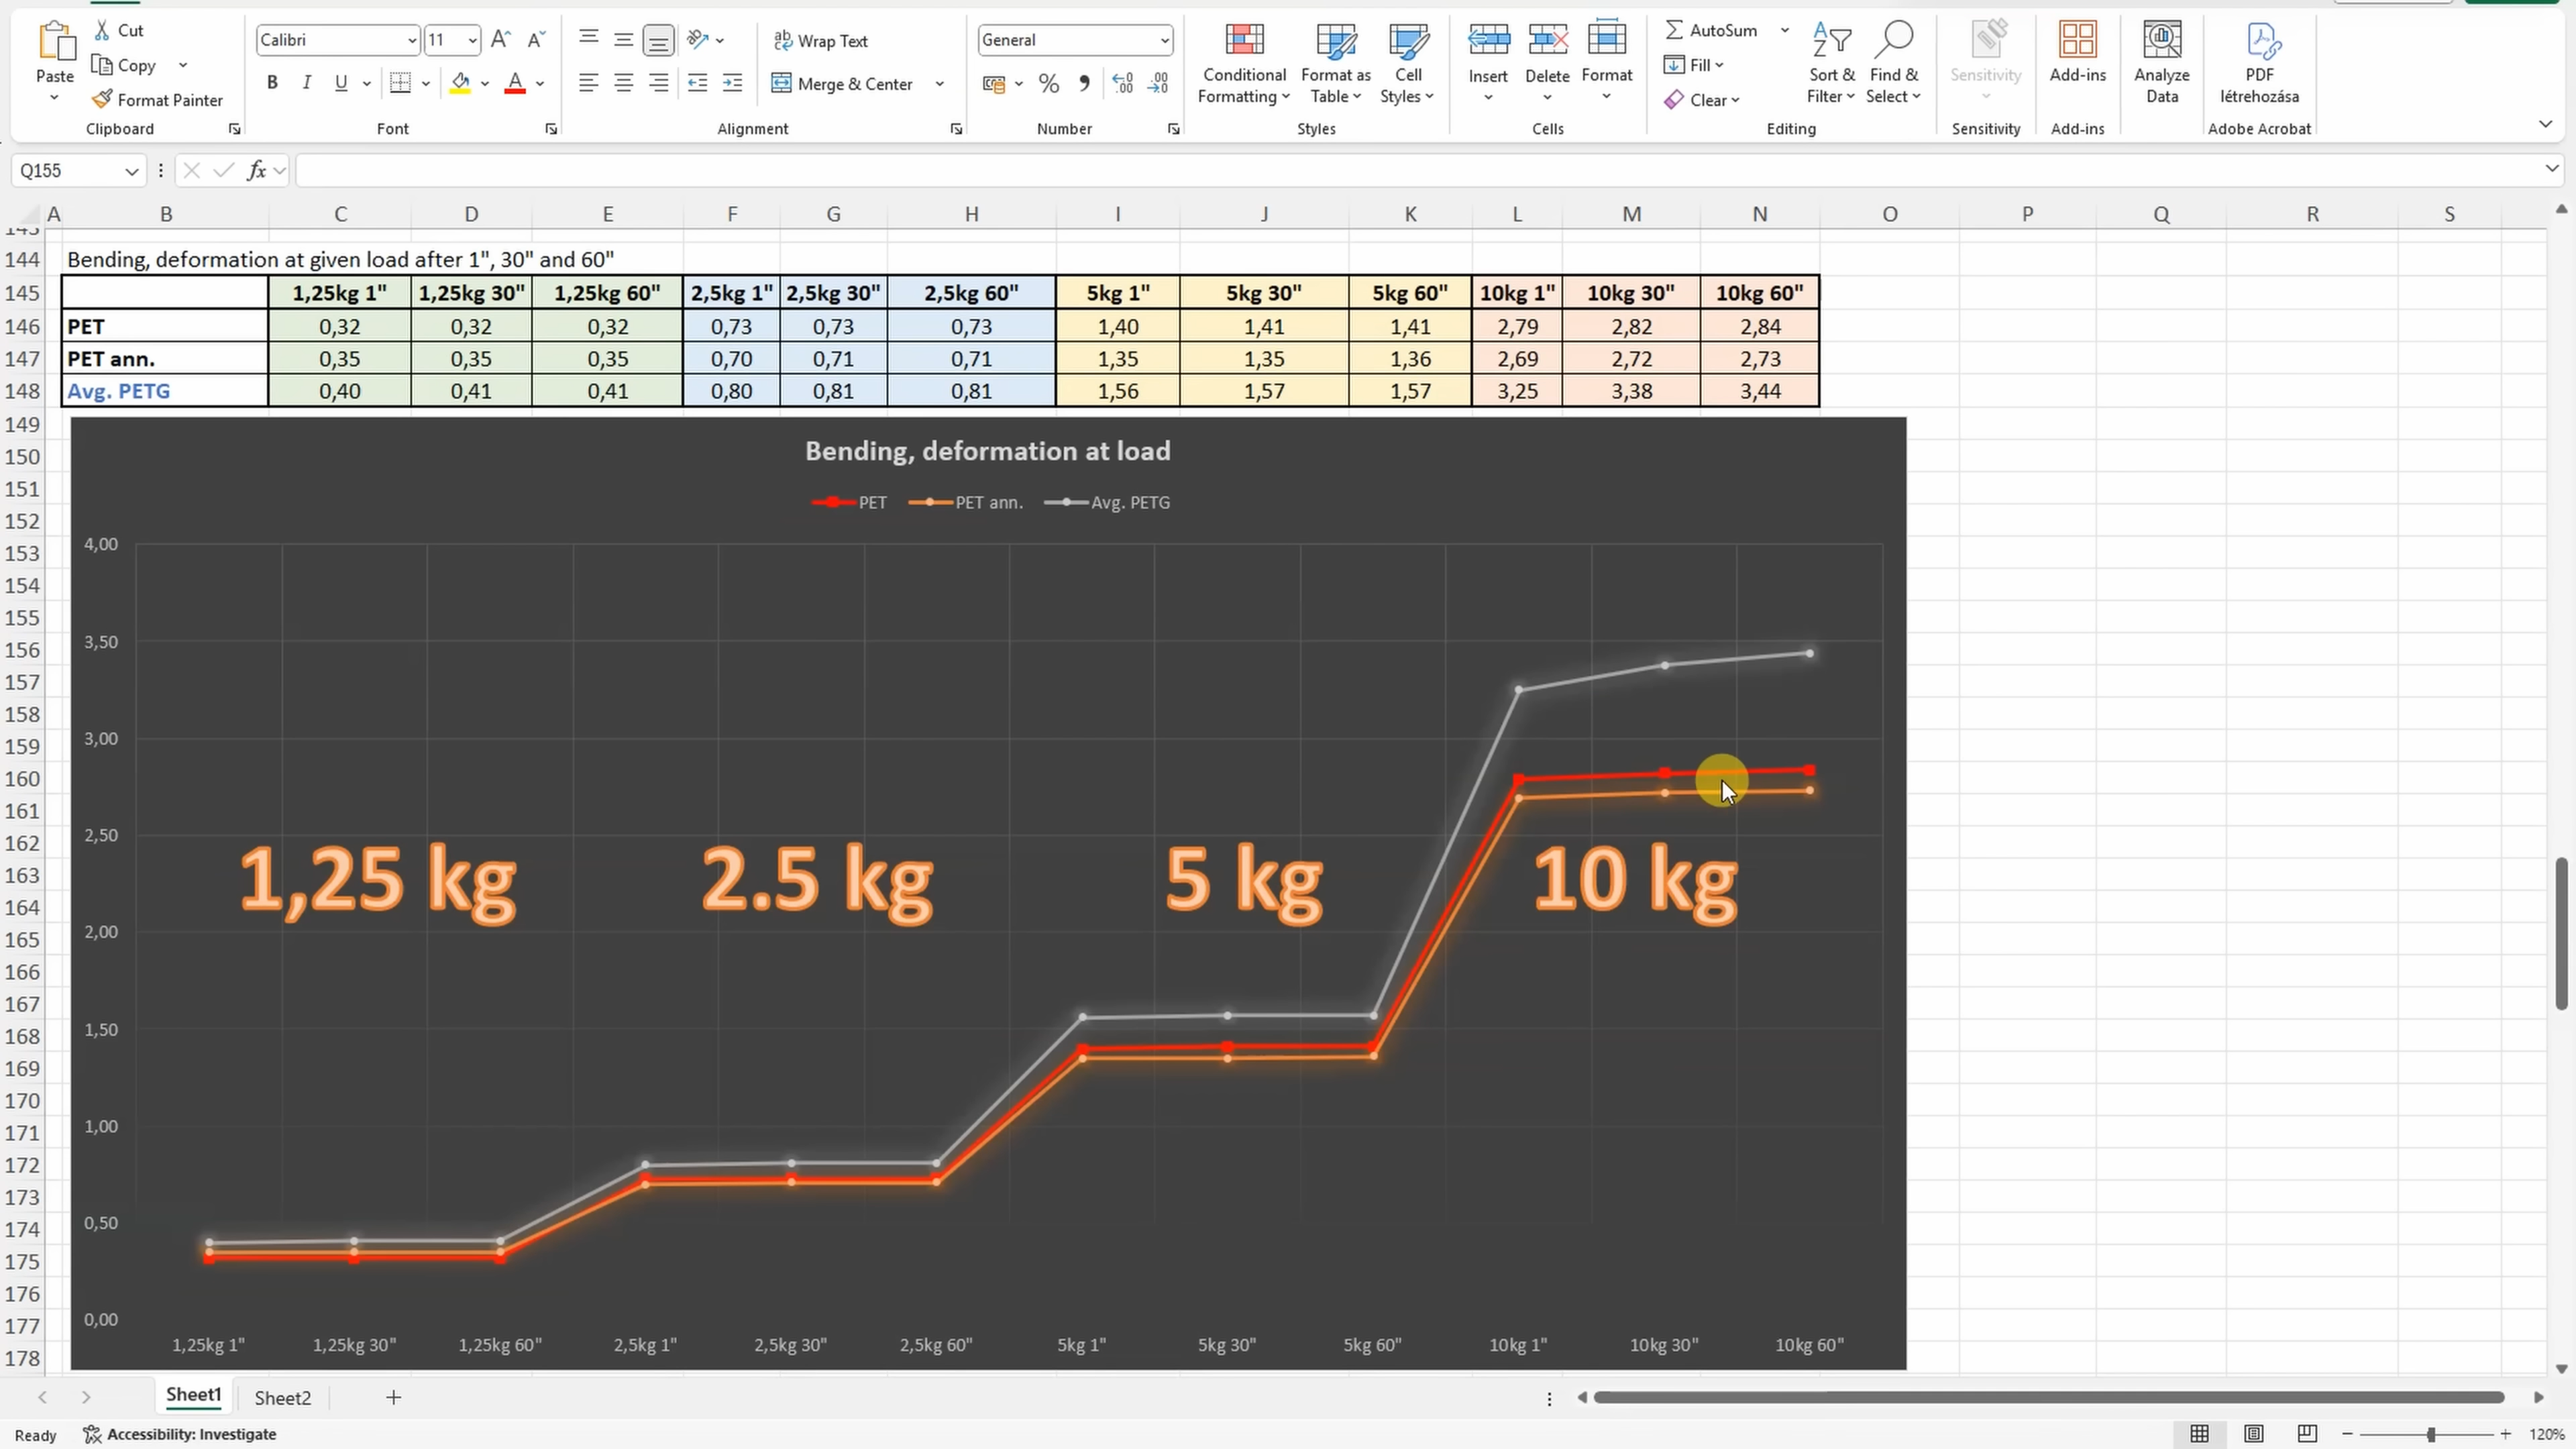 Cut
Copy
Format Painter
Paste
Clipboard
Calibri
11
B I U
Font
Wrap Text
Merge & Center
Alignment
General
%
Number
Conditional Formatting
Format as Table
Cell Styles
Styles
Insert
Delete
Format
Cells
AutoSum
Fill
Clear
Sort & Filter
Find & Select
Editing
Sensitivity
Sensitivity
Add-ins
Add-ins
Analyze Data
PDF létrehozása
Adobe Acrobat
Q155
fx
A B C D E F G H I J K L M N O P Q R S
144 Bending, deformation at given load after 1", 30" and 60"
145 1,25kg 1" 1,25kg 30" 1,25kg 60" 2,5kg 1" 2,5kg 30" 2,5kg 60" 5kg 1" 5kg 30" 5kg 60" 10kg 1" 10kg 30" 10kg 60"
146 PET 0,32 0,32 0,32 0,73 0,73 0,73 1,40 1,41 1,41 2,79 2,82 2,84
147 PET ann. 0,35 0,35 0,35 0,70 0,71 0,71 1,35 1,35 1,36 2,69 2,72 2,73
148 Avg. PETG 0,40 0,41 0,41 0,80 0,81 0,81 1,56 1,57 1,57 3,25 3,38 3,44
149
150
151
152
153
154
155
156
157
158
159
160
161
162
163
164
165
166
167
168
169
170
171
172
173
174
175
176
177
178
Bending, deformation at load
PET PET ann. Avg. PETG
4,00
3,50
3,00
2,50
1,25 kg 2.5 kg 5 kg 10 kg
2,00
1,50
1,00
0,50
0,00
1,25kg 1" 1,25kg 30" 1,25kg 60" 2,5kg 1" 2,5kg 30" 2,5kg 60" 5kg 1" 5kg 30" 5kg 60" 10kg 1" 10kg 30" 10kg 60"
Sheet1 Sheet2
Ready Accessibility: Investigate 120%